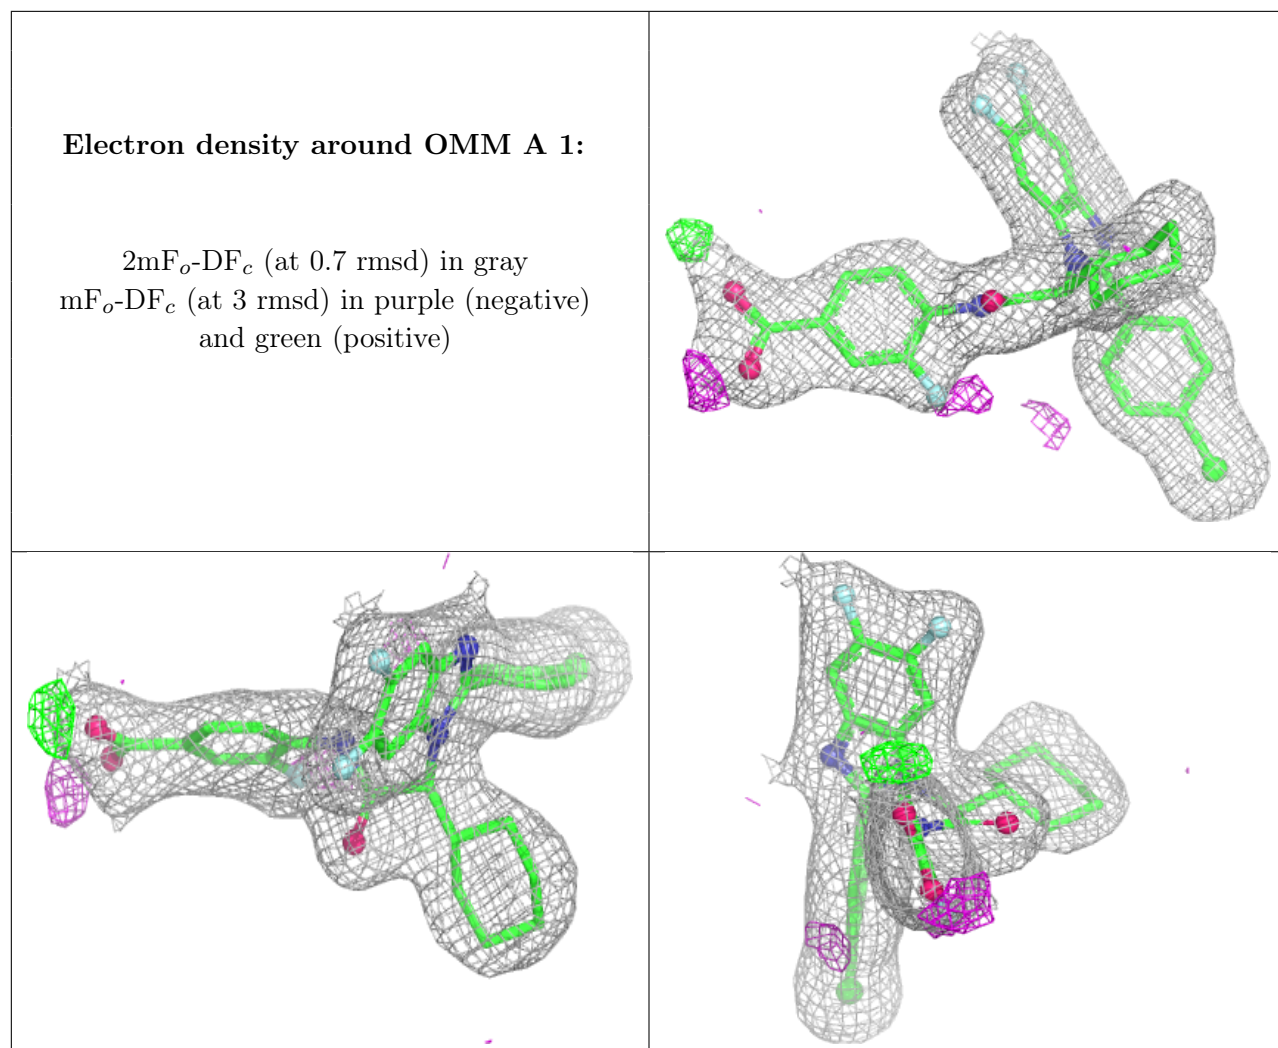 Electron density around OMM A 1:
2mFo-DFc (at 0.7 rmsd) in gray
mFo-DFc (at 3 rmsd) in purple (negative)
and green (positive)